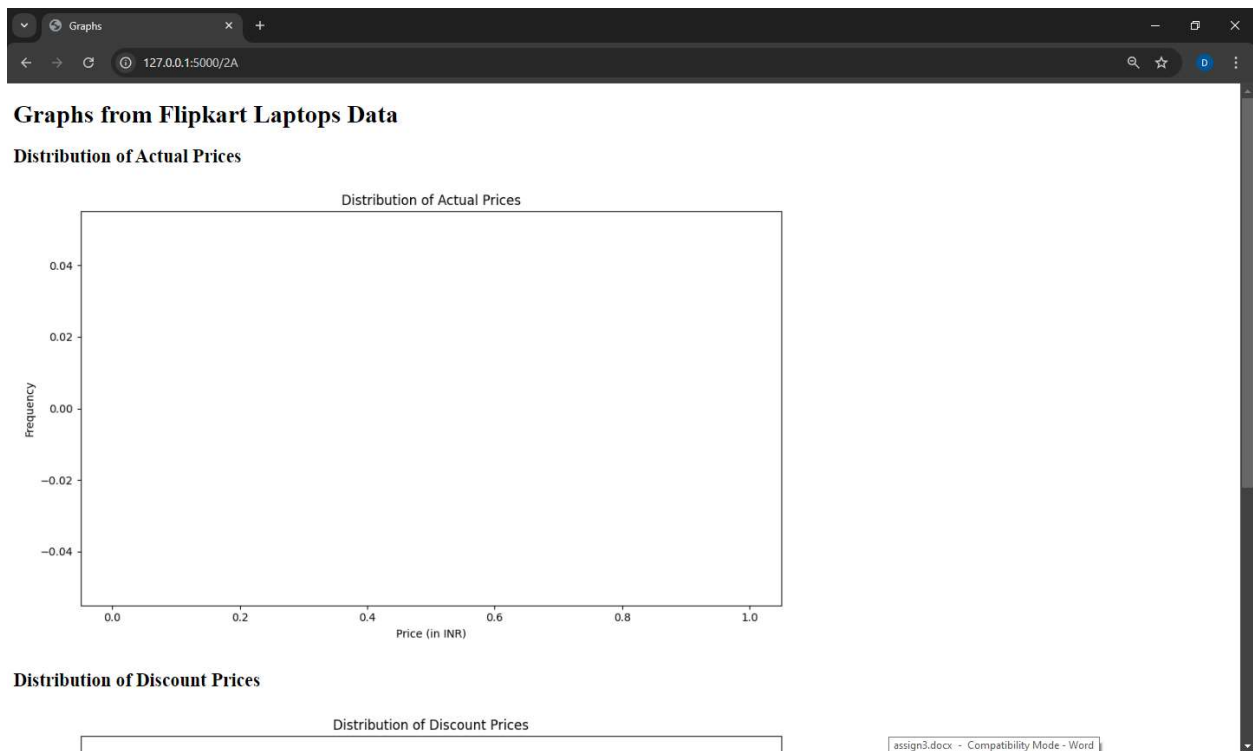 Graphs
127.0.0.1:5000/2A
D
Graphs from Flipkart Laptops Data
Distribution of Actual Prices
Distribution of Actual Prices
0.04
0.02
0.00
−0.02
−0.04
Frequency
0.0 0.2 0.4 0.6 0.8 1.0
Price (in INR)
Distribution of Discount Prices
Distribution of Discount Prices
assign3.docx - Compatibility Mode - Word